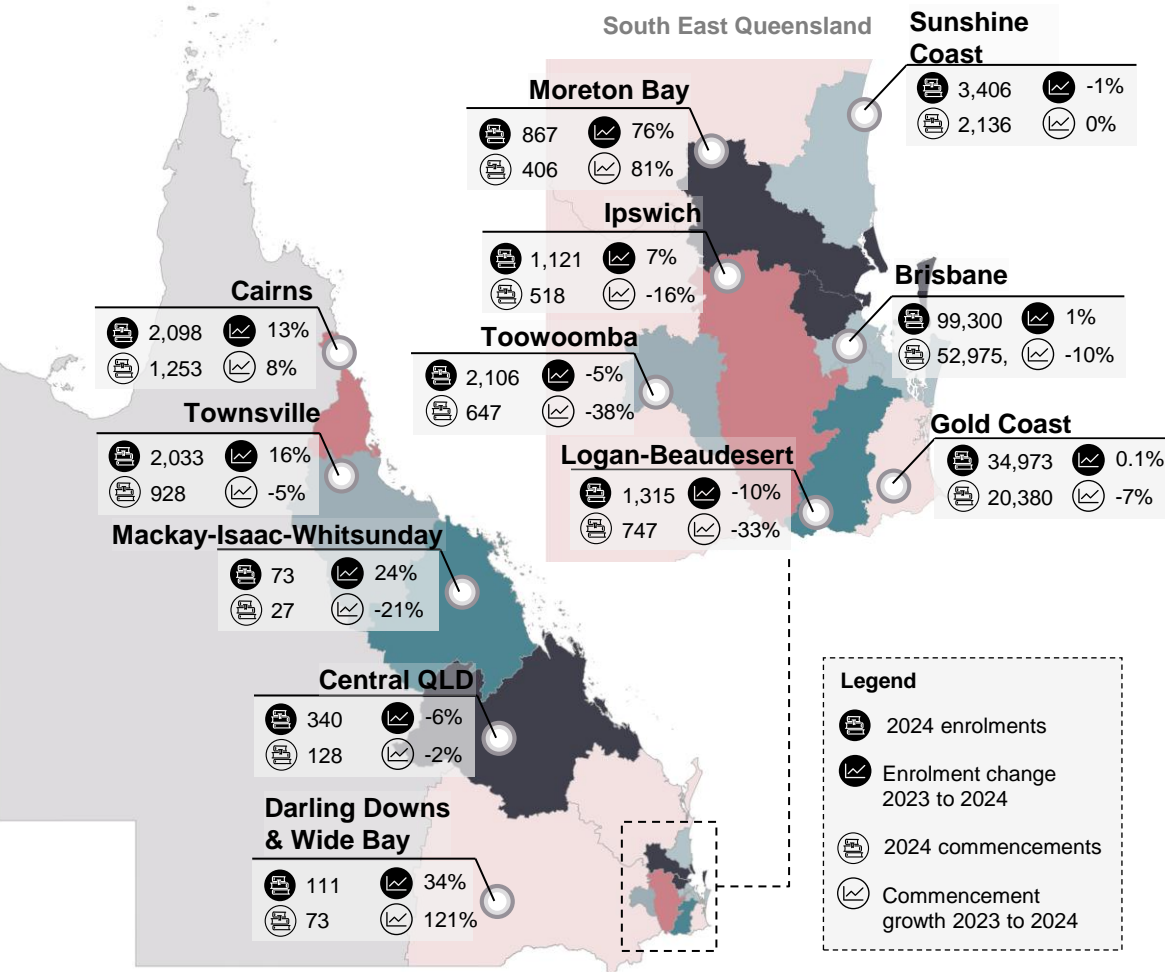 South East Queensland
Sunshine
Coast
3,406 -1%
2,136 0%
Moreton Bay
867 76%
406 81%
Ipswich
1,121 7%
518 -16%
Brisbane
99,300 1%
52,975, -10%
Cairns
2,098 13%
1,253 8%
Toowoomba
2,106 -5%
647 -38%
Townsville
2,033 16%
928 -5%
Gold Coast
34,973 0.1%
20,380 -7%
Logan-Beaudesert
1,315 -10%
747 -33%
Mackay-Isaac-Whitsunday
73 24%
27 -21%
Central QLD
340 -6%
128 -2%
Darling Downs
& Wide Bay
111 34%
73 121%
Legend
2024 enrolments
Enrolment change
2023 to 2024
2024 commencements
Commencement
growth 2023 to 2024